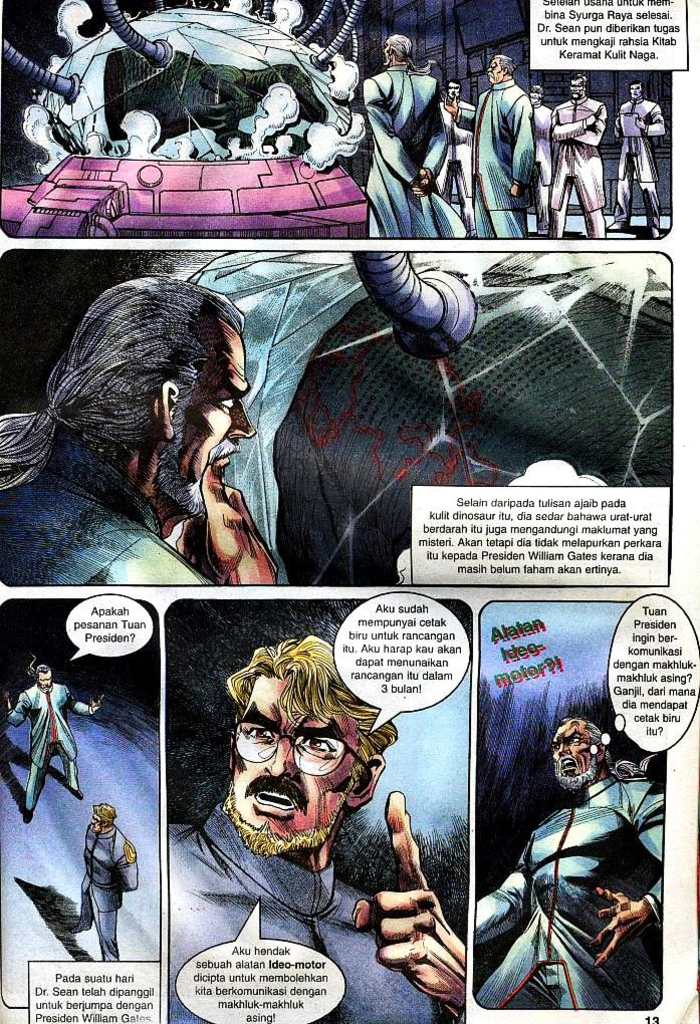 Setelah usaha untuk mem-
bina Syurga Raya selesai.
Dr. Sean pun diberikan tugas
untuk mengkaji rahsia Kitab
Keramat Kulit Naga.
Selain daripada tulisan ajaib pada
kulit dinosaur itu, dia sedar bahawa urat-urat
berdarah itu juga mengandungi maklumat yang
misteri. Akan tetapi dia tidak melapurkan perkara
itu kepada Presiden William Gates kerana dia
masih belum faham akan ertinya.
Apakah
pesanan Tuan
Presiden?
Pada suatu hari
Dr. Sean telah dipanggil
untuk berjumpa dengan
Presiden William Gates
Aku sudah
mempunyai cetak
biru untuk rancangan
itu. Aku harap kau akan
dapat menunaikan
rancangan itu dalam
3 bulan!
Aku hendak
sebuah alatan Ideo-motor
dicipta untuk membolehkan
kita berkomunikasi dengan
makhluk-makhluk
asing!
Alatan
Ideo-
motor?!
Tuan
Presiden
ingin ber-
komunikasi
dengan makhluk-
makhluk asing?
Ganjil, dari mana
dia mendapat
cetak biru
itu?
13